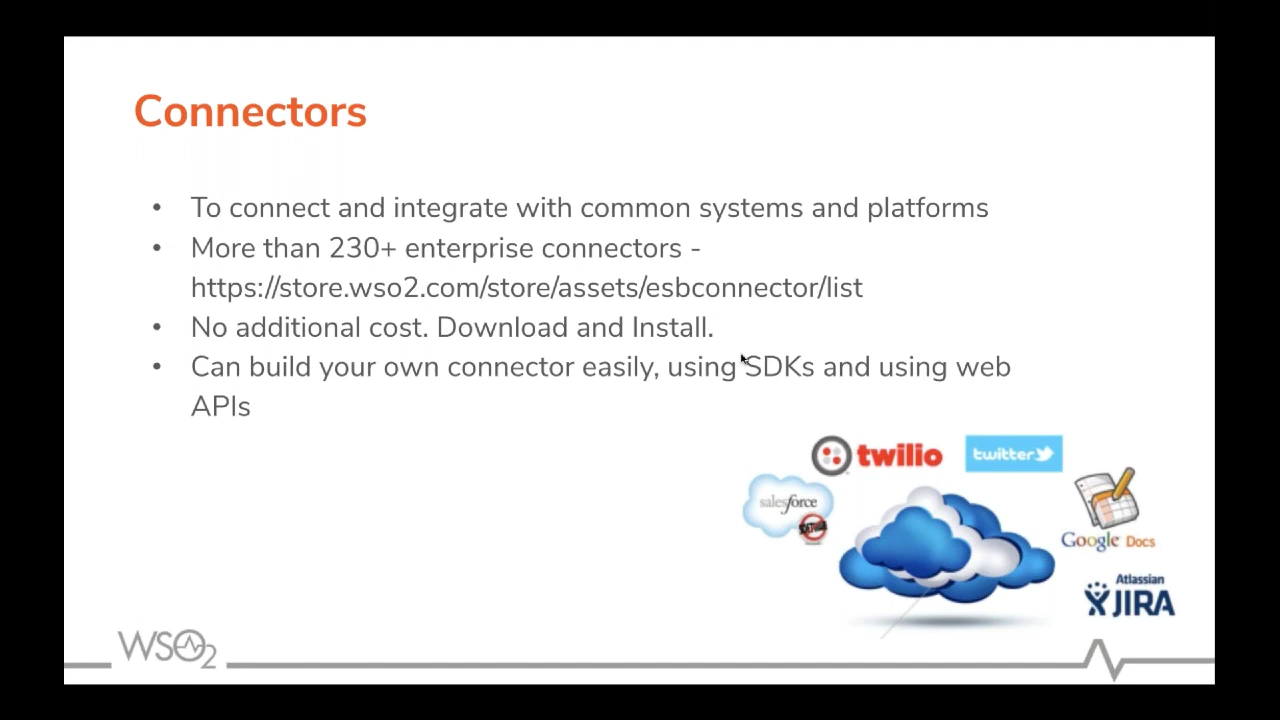 Connectors
• To connect and integrate with common systems and platforms
• More than 230+ enterprise connectors -
https://store.wso2.com/store/assets/esbconnector/list
• No additional cost. Download and Install.
• Can build your own connector easily, using SDKs and using web
APIs
twilio
twitter
salesforce
Google Docs
Atlassian
JIRA
WSO2